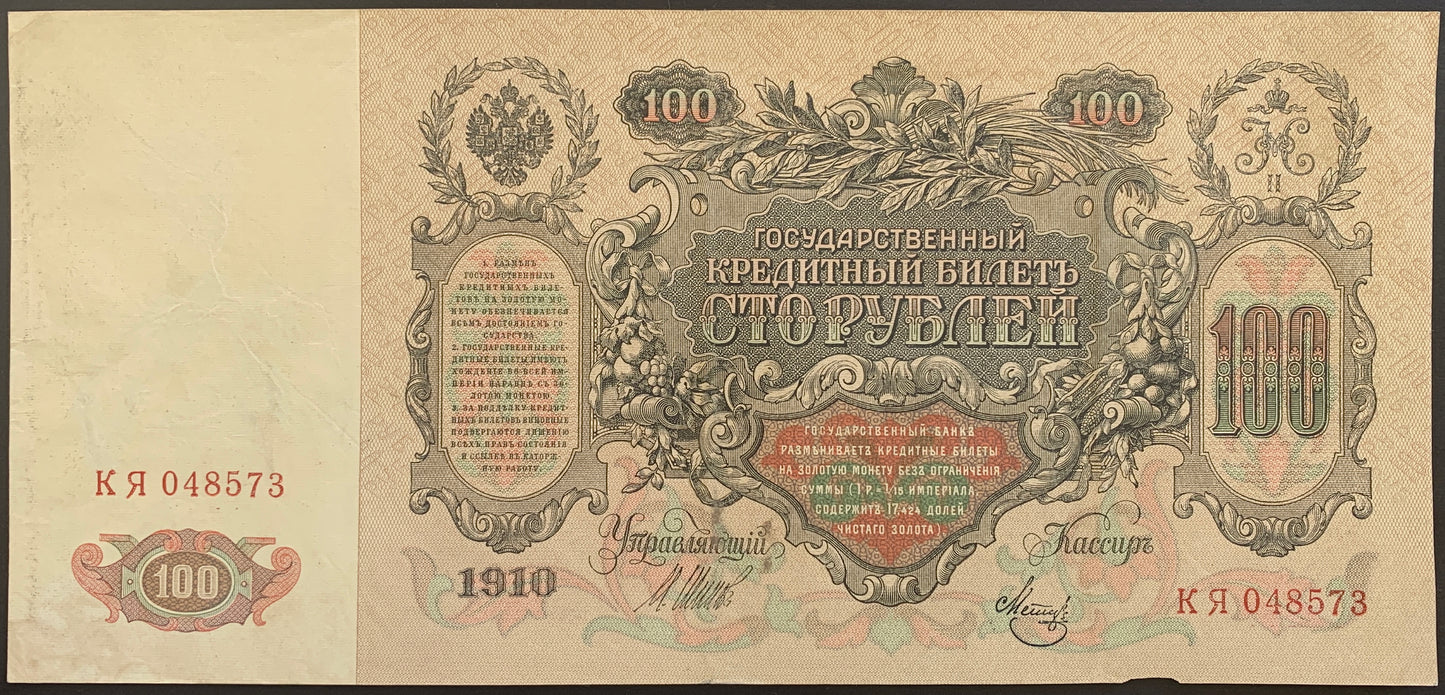 100
100
Н
II
ГОСУДАРСТВЕННЫЙ
КРЕДИТНЫЙ БИЛЕТЪ
СТО РУБЛЕЙ
1. РАЗМѢНЪ
ГОСУДАРСТВЕННЫХЪ
КРЕДИТНЫХЪ БИЛЕ-
ТОВЪ НА ЗОЛОТУЮ МО-
НЕТУ ОБЕЗПЕЧИВАЕТСЯ
ВСѢМЪ ДОСТОЯНІЕМЪ ГО-
СУДАРСТВА.
2. ГОСУДАРСТВЕННЫЕ КРЕ-
ДИТНЫЕ БИЛЕТЫ ИМѢЮТЪ
ХОЖДЕНІЕ ВО ВСЕЙ ИМ-
ПЕРІИ НАРАВНѢ СЪ ЗО-
ЛОТОЮ МОНЕТОЮ.
3. ЗА ПОДДѢЛКУ КРЕДИТ-
НЫХЪ БИЛЕТОВЪ ВИНОВНЫЕ
ПОДВЕРГАЮТСЯ ЛИШЕНІЮ
ВСѢХЪ ПРАВЪ СОСТОЯНІЯ
И ССЫЛКѢ ВЪ КАТОРЖ-
НУЮ РАБОТУ.
100
ГОСУДАРСТВЕННЫЙ БАНКЪ
РАЗМѢНИВАЕТЪ КРЕДИТНЫЕ БИЛЕТЫ
НА ЗОЛОТУЮ МОНЕТУ БЕЗЪ ОГРАНИЧЕНІЯ
СУММЫ (1 Р. = 1/15 ИМПЕРІАЛА,
СОДЕРЖИТЪ 17,424 ДОЛЕЙ
ЧИСТАГО ЗОЛОТА)
КЯ 048573
100
Управляющій
Кассиръ
1910
КЯ 048573